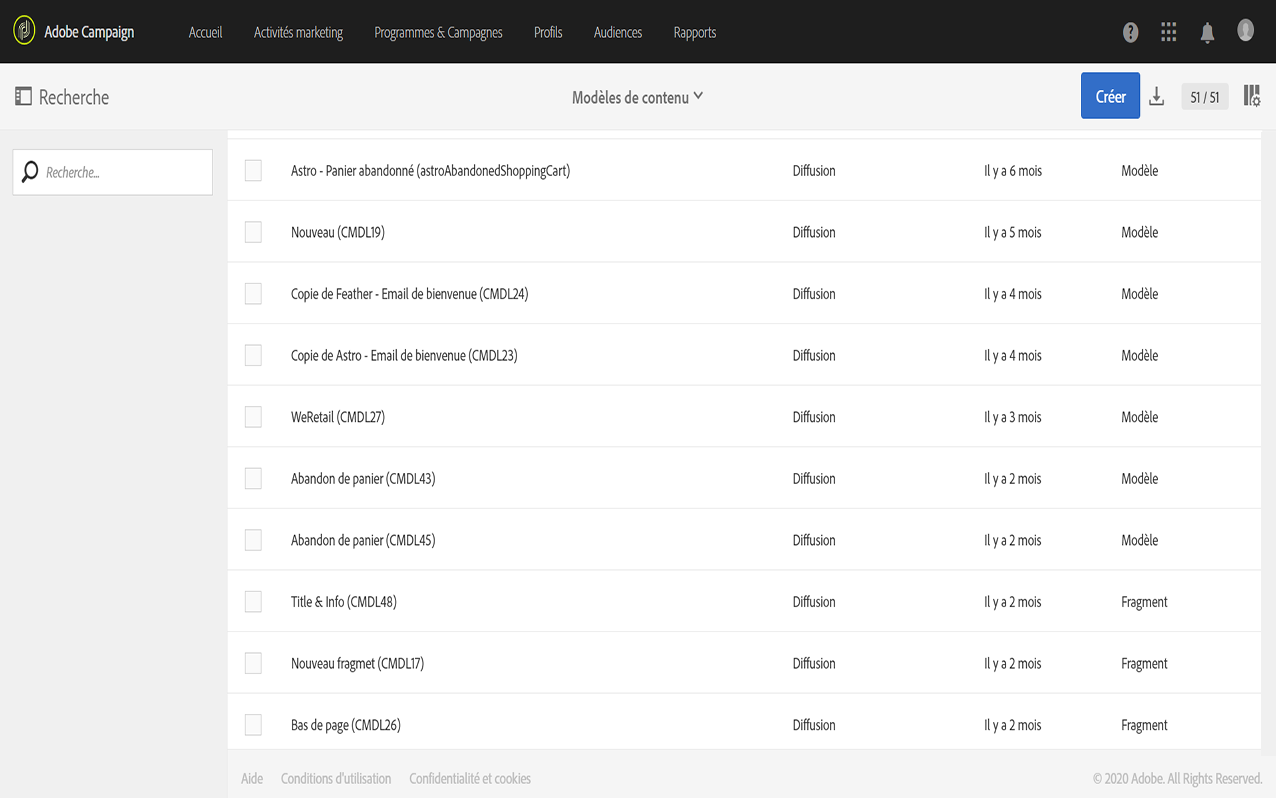 Adobe Campaign Accueil Activités marketing Programmes & Campagnes Profils Audiences Rapports
Recherche Modèles de contenu Créer 51 / 51
Recherche...
Astro - Panier abandonné (astroAbandonedShoppingCart) Diffusion Il y a 6 mois Modèle
Nouveau (CMDL19) Diffusion Il y a 5 mois Modèle
Copie de Feather - Email de bienvenue (CMDL24) Diffusion Il y a 4 mois Modèle
Copie de Astro - Email de bienvenue (CMDL23) Diffusion Il y a 4 mois Modèle
WeRetail (CMDL27) Diffusion Il y a 3 mois Modèle
Abandon de panier (CMDL43) Diffusion Il y a 2 mois Modèle
Abandon de panier (CMDL45) Diffusion Il y a 2 mois Modèle
Title & Info (CMDL48) Diffusion Il y a 2 mois Fragment
Nouveau fragmet (CMDL17) Diffusion Il y a 2 mois Fragment
Bas de page (CMDL26) Diffusion Il y a 2 mois Fragment
Aide Conditions d'utilisation Confidentialité et cookies © 2020 Adobe. All Rights Reserved.